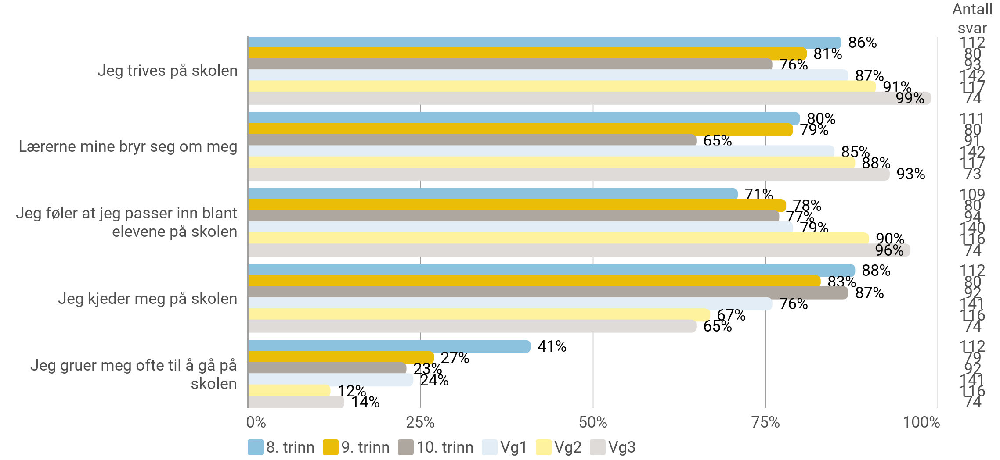 Antall
svar
Jeg trives på skolen
86% 112
81% 80
76% 93
87% 142
91% 117
99% 74
Lærerne mine bryr seg om meg
80% 111
79% 80
65% 91
85% 142
88% 117
93% 73
Jeg føler at jeg passer inn blant
elevene på skolen
71% 109
78% 80
77% 94
79% 140
90% 116
96% 74
Jeg kjeder meg på skolen
88% 112
83% 80
87% 92
76% 141
67% 116
65% 74
Jeg gruer meg ofte til å gå på
skolen
41% 112
27% 79
23% 92
24% 141
12% 116
14% 74
0% 25% 50% 75% 100%
8. trinn 9. trinn 10. trinn Vg1 Vg2 Vg3